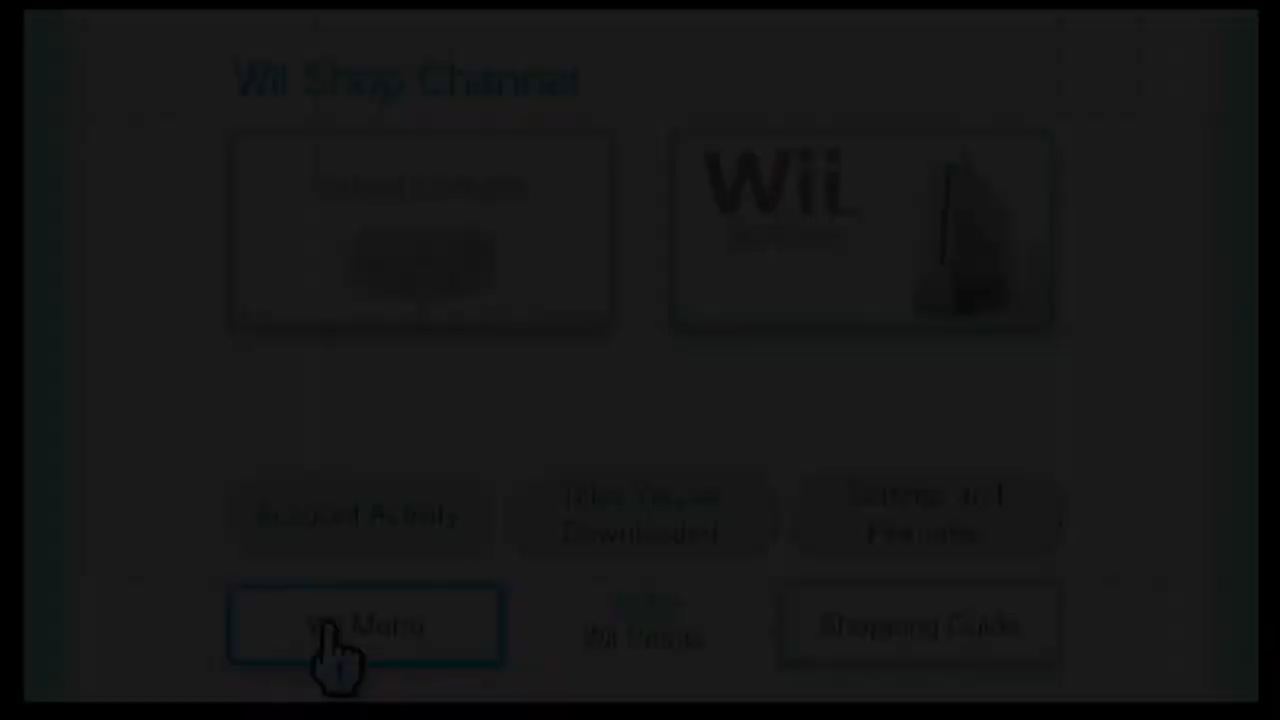 Wii Shop Channel
Wii
Account Activity
Titles You've
Downloaded
Settings and
Features
Wii Menu
Wii Points
Shopping Guide